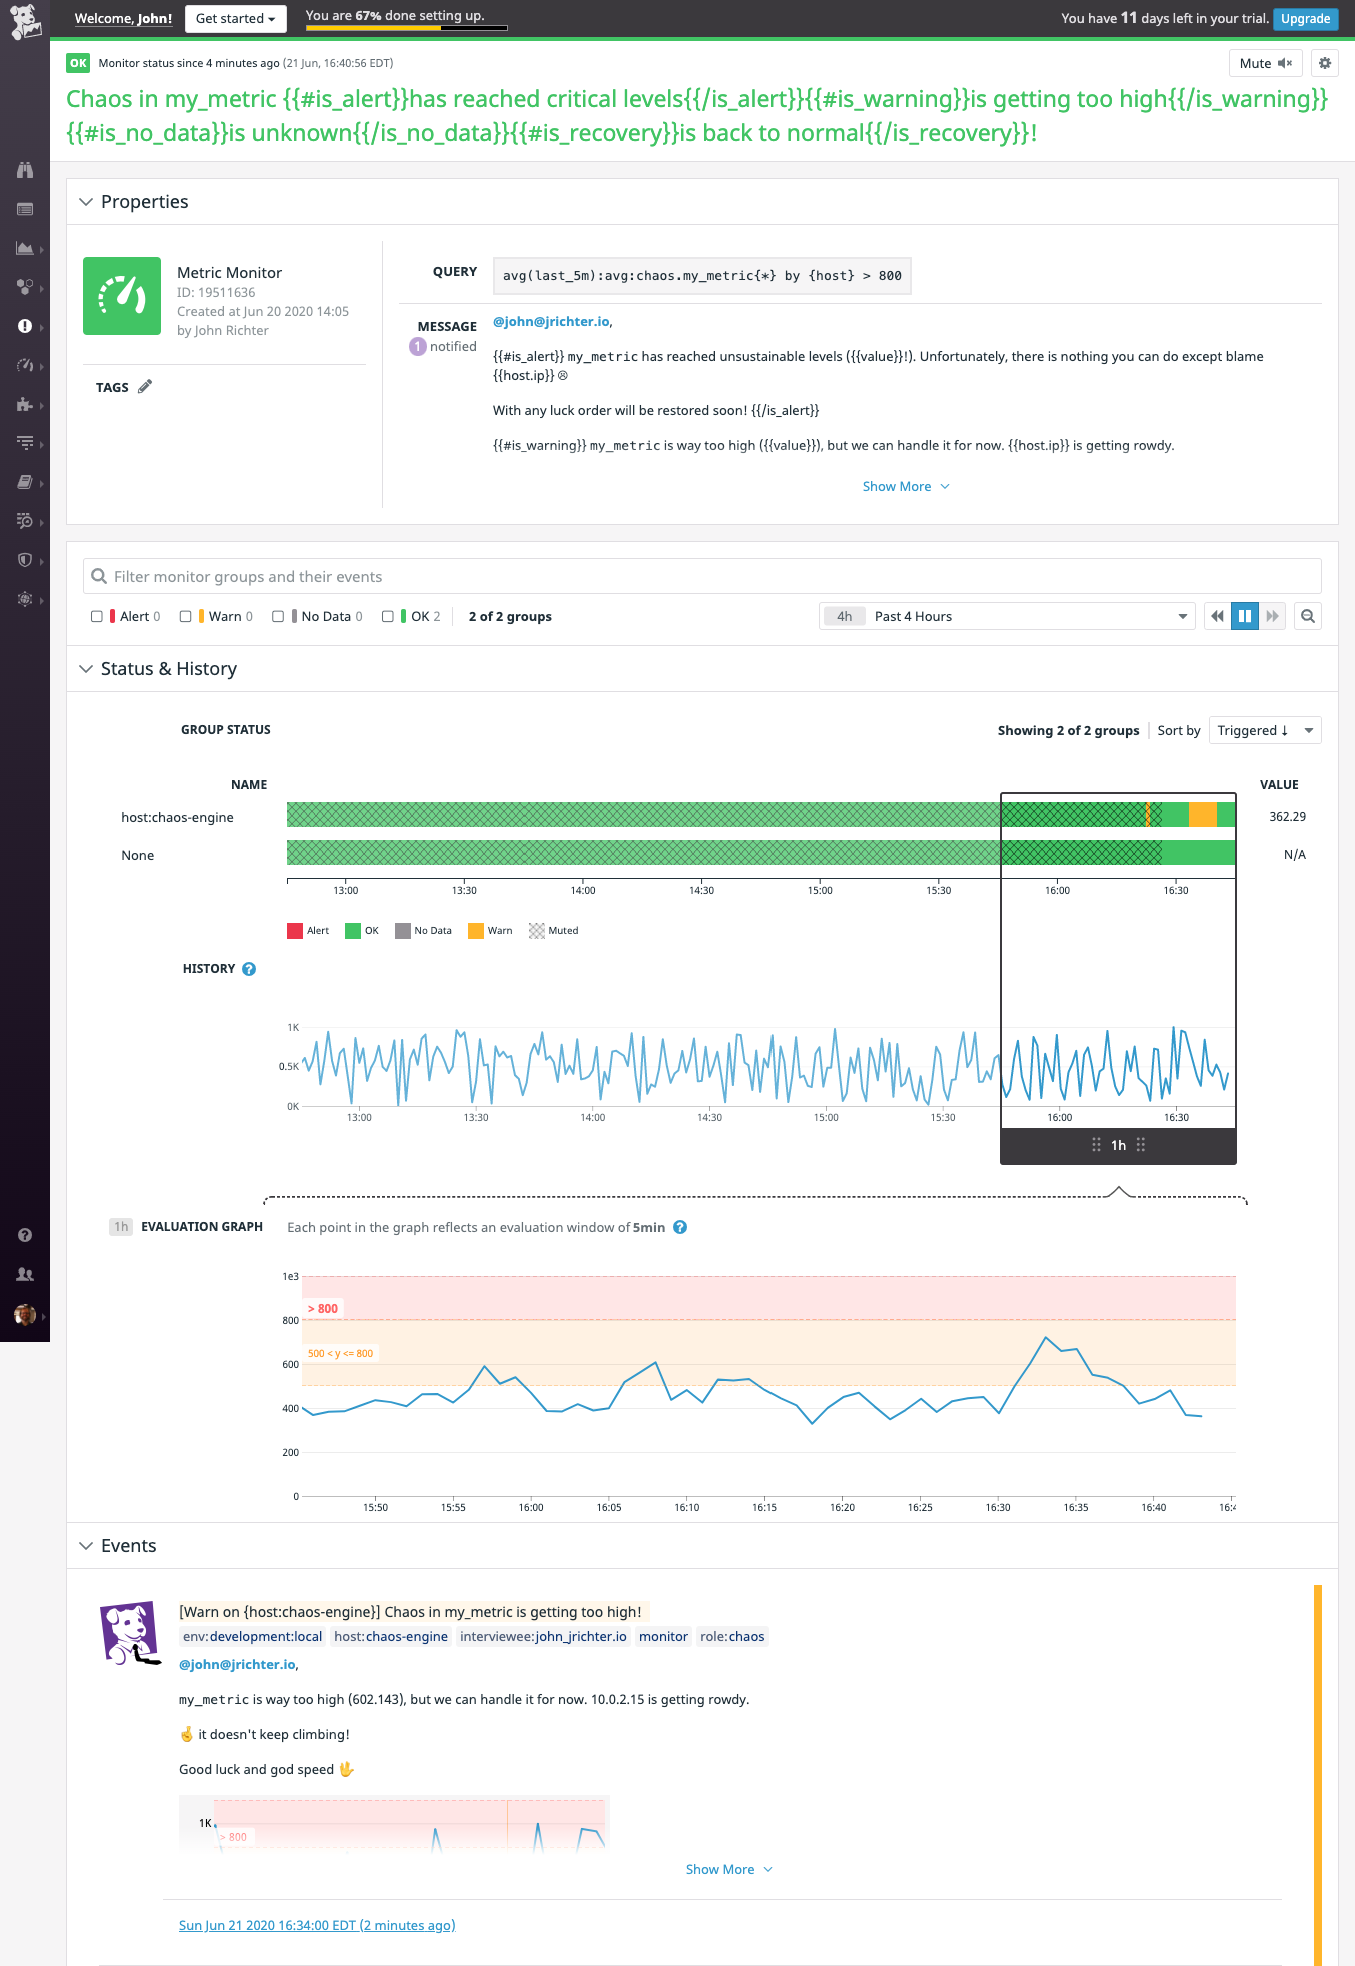 Welcome, John!
Get started
You are 67% done setting up.
You have 11 days left in your trial.
Upgrade
OK
Monitor status since 4 minutes ago (21 Jun, 16:40:56 EDT)
Mute
Chaos in my_metric {{#is_alert}}has reached critical levels{{/is_alert}}{{#is_warning}}is getting too high{{/is_warning}}
{{#is_no_data}}is unknown{{/is_no_data}}{{#is_recovery}}is back to normal{{/is_recovery}}!
Properties
Metric Monitor
ID: 19511636
Created at Jun 20 2020 14:05
by John Richter
TAGS
QUERY
avg(last_5m):avg:chaos.my_metric{*} by {host} > 800
MESSAGE
1 notified
@john@jrichter.io,
{{#is_alert}} my_metric has reached unsustainable levels ({{value}}!). Unfortunately, there is nothing you can do except blame
{{host.ip}} ☹
With any luck order will be restored soon! {{/is_alert}}
{{#is_warning}} my_metric is way too high ({{value}}), but we can handle it for now. {{host.ip}} is getting rowdy.
Show More
Filter monitor groups and their events
Alert 0
Warn 0
No Data 0
OK 2
2 of 2 groups
4h Past 4 Hours
Status & History
GROUP STATUS
Showing 2 of 2 groups
Sort by
Triggered ↓
NAME
VALUE
host:chaos-engine
362.29
None
N/A
13:00 13:30 14:00 14:30 15:00 15:30 16:00 16:30
Alert OK No Data Warn Muted
HISTORY ?
1K
0.5K
0K
13:00 13:30 14:00 14:30 15:00 15:30 16:00 16:30
1h
1h EVALUATION GRAPH
Each point in the graph reflects an evaluation window of 5min ?
1e3
> 800
800
500 < y <= 800
600
400
200
0
15:50 15:55 16:00 16:05 16:10 16:15 16:20 16:25 16:30 16:35 16:40
Events
[Warn on {host:chaos-engine}] Chaos in my_metric is getting too high!
env:development:local host:chaos-engine interviewee:john_jrichter.io monitor role:chaos
@john@jrichter.io,
my_metric is way too high (602.143), but we can handle it for now. 10.0.2.15 is getting rowdy.
🤞 it doesn't keep climbing!
Good luck and god speed 🖖
1K
> 800
Show More
Sun Jun 21 2020 16:34:00 EDT (2 minutes ago)